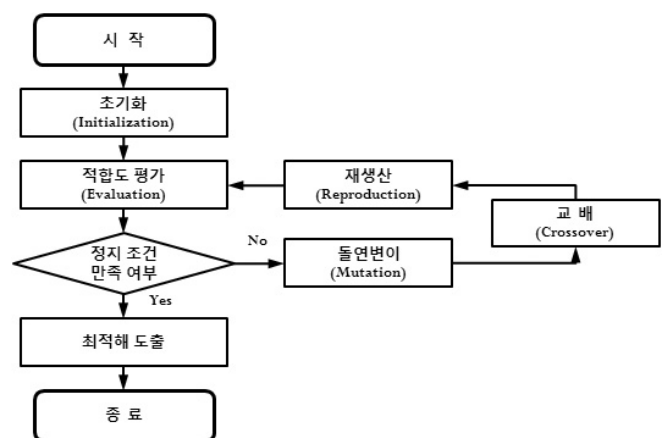 시 작
초기화
(Initialization)
적합도 평가
(Evaluation)
재생산
(Reproduction)
교 배
(Crossover)
정지 조건
만족 여부
No
돌연변이
(Mutation)
Yes
최적해 도출
종 료